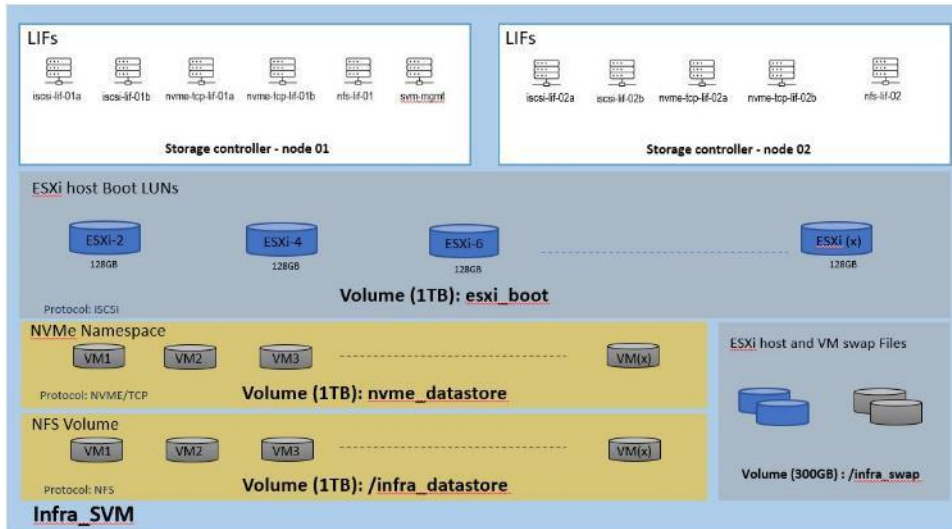 LIFs
iscsi-lif-01a iscsi-lif-01b nvme-tcp-lif-01a nvme-tcp-lif-01b nfs-lif-01 svm-mgmt
Storage controller - node 01
LIFs
iscsi-lif-02a iscsi-lif-02b nvme-tcp-lif-02a nvme-tcp-lif-02b nfs-lif-02
Storage controller - node 02
ESXi host Boot LUNs
ESXi-2 ESXi-4 ESXi-6 ESXi (x)
128GB 128GB 128GB 128GB
Volume (1TB): esxi_boot
Protocol: ISCSI
NVMe Namespace
VM1 VM2 VM3 VM(x)
Protocol: NVME/TCP
Volume (1TB): nvme_datastore
NFS Volume
VM1 VM2 VM3 VM(x)
Protocol: NFS
Volume (1TB): /infra_datastore
ESXi host and VM swap Files
Volume (300GB) : /infra_swap
Infra_SVM